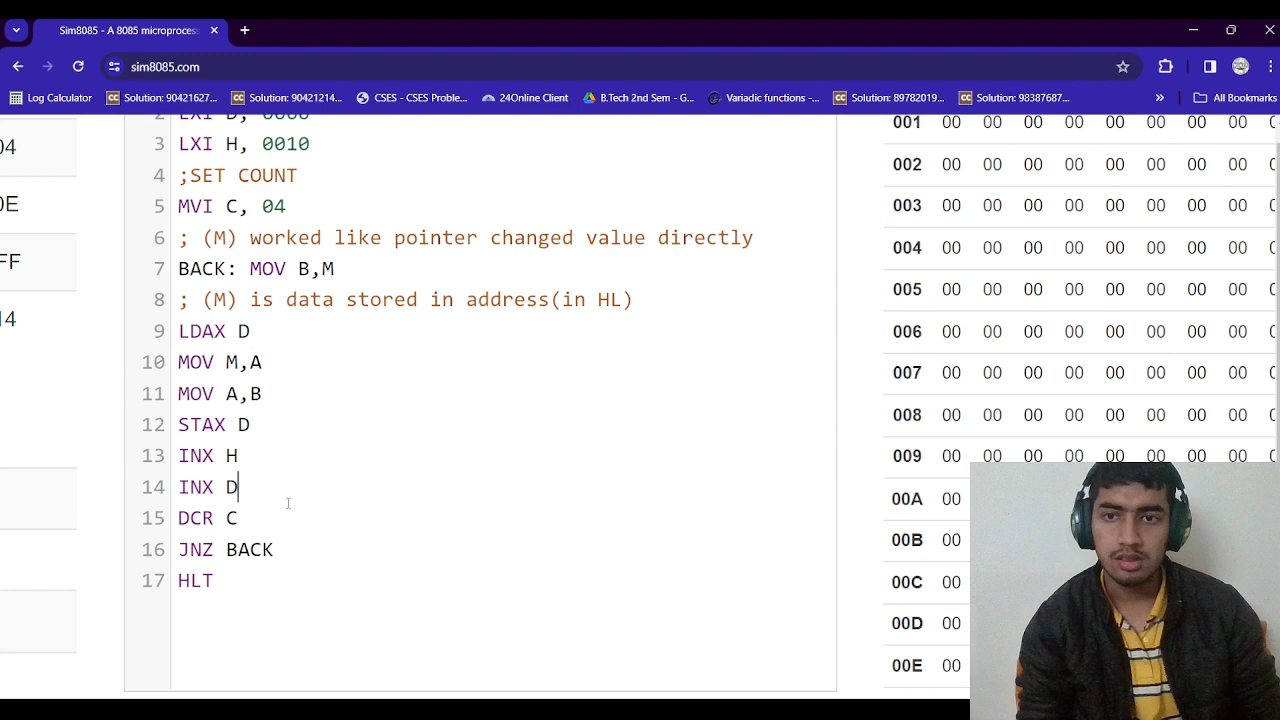 Sim8085 - A 8085 microproces
sim8085.com
Log Calculator
Solution: 90421627...
Solution: 90421214...
CSES - CSES Proble...
24Online Client
B.Tech 2nd Sem - G...
Variadic functions -...
Solution: 89782019...
Solution: 98387687...
»
All Bookmarks
04
0E
FF
14
2 LXI D, 0000
3 LXI H, 0010
4 ;SET COUNT
5 MVI C, 04
6 ; (M) worked like pointer changed value directly
7 BACK: MOV B,M
8 ; (M) is data stored in address(in HL)
9 LDAX D
10 MOV M,A
11 MOV A,B
12 STAX D
13 INX H
14 INX D
15 DCR C
16 JNZ BACK
17 HLT
001 00 00 00 00 00 00 00 00
002 00 00 00 00 00 00 00 00
003 00 00 00 00 00 00 00 00
004 00 00 00 00 00 00 00 00
005 00 00 00 00 00 00 00 00
006 00 00 00 00 00 00 00 00
007 00 00 00 00 00 00 00 00
008 00 00 00 00 00 00 00 00
009 00 00 00 00 00 00 00 00
00A 00
00B 00
00C 00
00D 00
00E 00